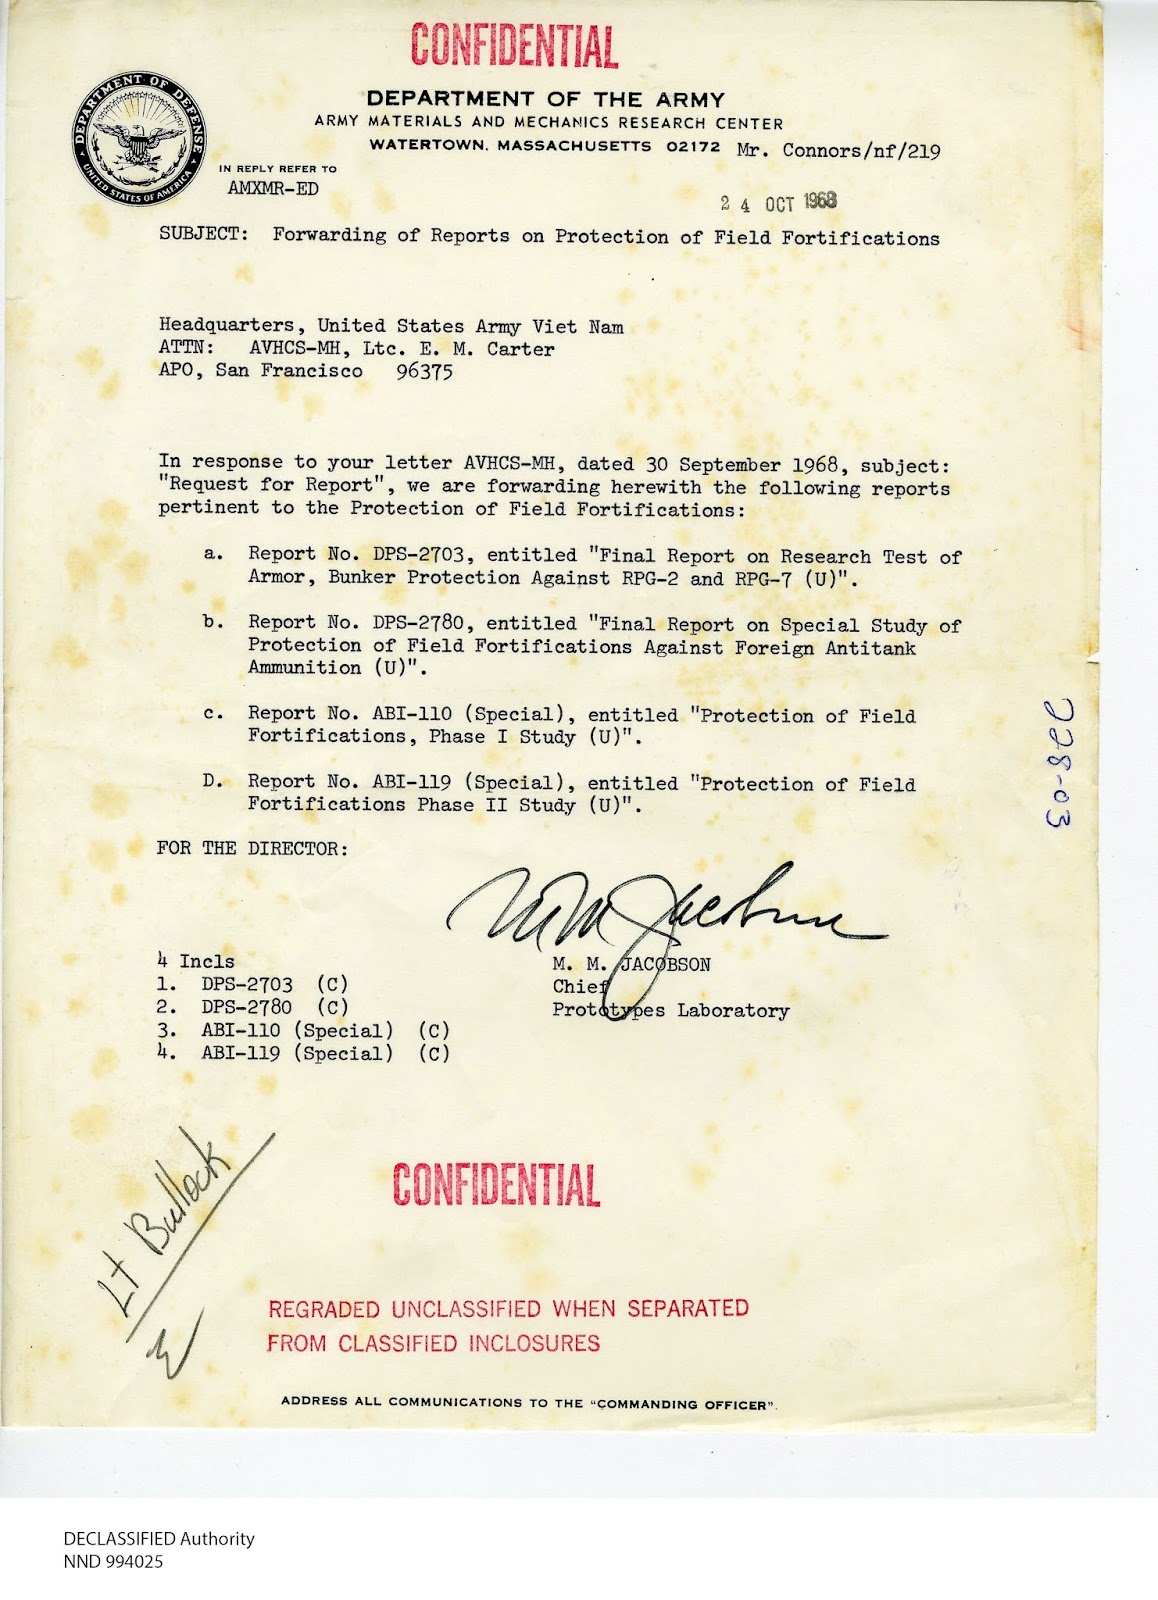 CONFIDENTIAL
DEPARTMENT OF DEFENSE
UNITED STATES OF AMERICA
DEPARTMENT OF THE ARMY
ARMY MATERIALS AND MECHANICS RESEARCH CENTER
WATERTOWN, MASSACHUSETTS 02172 Mr. Connors/nf/219
IN REPLY REFER TO
AMXMR-ED
24 OCT 1968
SUBJECT: Forwarding of Reports on Protection of Field Fortifications
Headquarters, United States Army Viet Nam
ATTN: AVHCS-MH, Ltc. E. M. Carter
APO, San Francisco 96375
In response to your letter AVHCS-MH, dated 30 September 1968, subject:
"Request for Report", we are forwarding herewith the following reports
pertinent to the Protection of Field Fortifications:
a. Report No. DPS-2703, entitled "Final Report on Research Test of
Armor, Bunker Protection Against RPG-2 and RPG-7 (U)".
b. Report No. DPS-2780, entitled "Final Report on Special Study of
Protection of Field Fortifications Against Foreign Antitank
Ammunition (U)".
c. Report No. ABI-110 (Special), entitled "Protection of Field
Fortifications, Phase I Study (U)".
D. Report No. ABI-119 (Special), entitled "Protection of Field
Fortifications Phase II Study (U)".
228-03
FOR THE DIRECTOR:
MM Jacobson
4 Incls
1. DPS-2703 (C)
2. DPS-2780 (C)
3. ABI-110 (Special) (C)
4. ABI-119 (Special) (C)
M. M. JACOBSON
Chief
Prototypes Laboratory
Lt Bullock
CONFIDENTIAL
REGRADED UNCLASSIFIED WHEN SEPARATED
FROM CLASSIFIED INCLOSURES
ADDRESS ALL COMMUNICATIONS TO THE "COMMANDING OFFICER".
DECLASSIFIED Authority
NND 994025